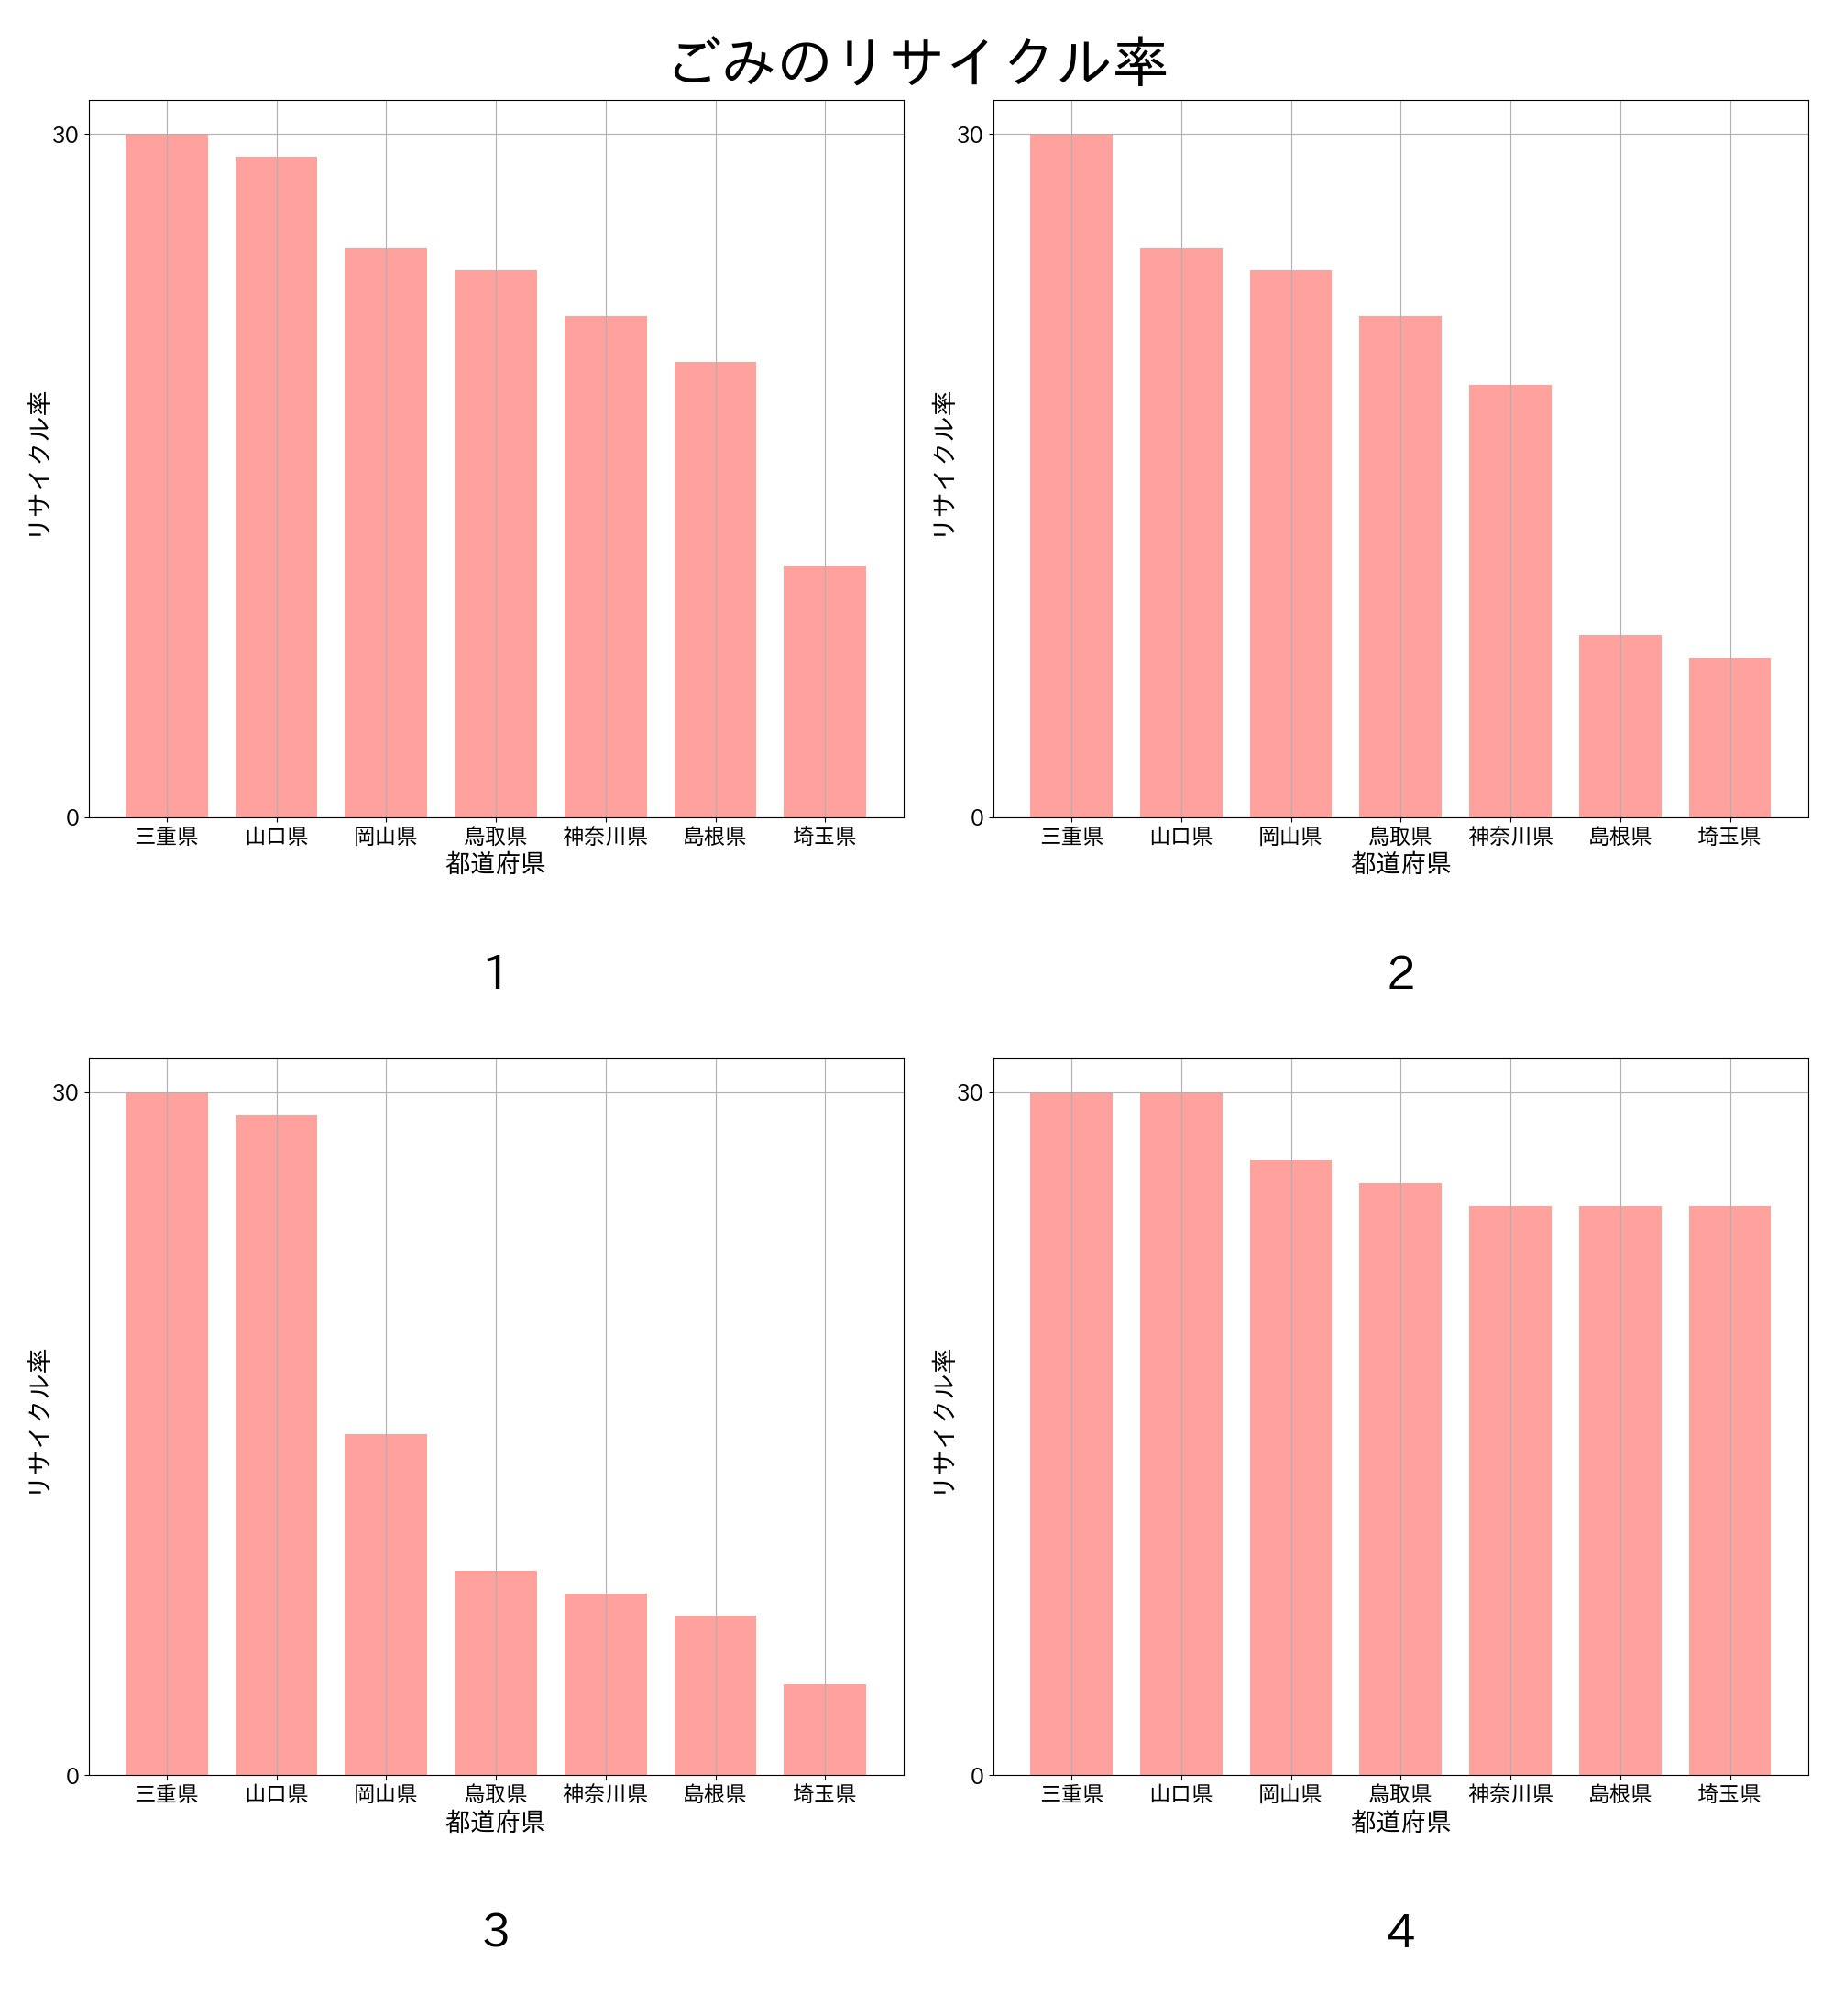 ごみのリサイクル率
30
0
リサイクル率
三重県 山口県 岡山県 鳥取県 神奈川県 島根県 埼玉県
都道府県
1
30
0
リサイクル率
三重県 山口県 岡山県 鳥取県 神奈川県 島根県 埼玉県
都道府県
2
30
0
リサイクル率
三重県 山口県 岡山県 鳥取県 神奈川県 島根県 埼玉県
都道府県
3
30
0
リサイクル率
三重県 山口県 岡山県 鳥取県 神奈川県 島根県 埼玉県
都道府県
4